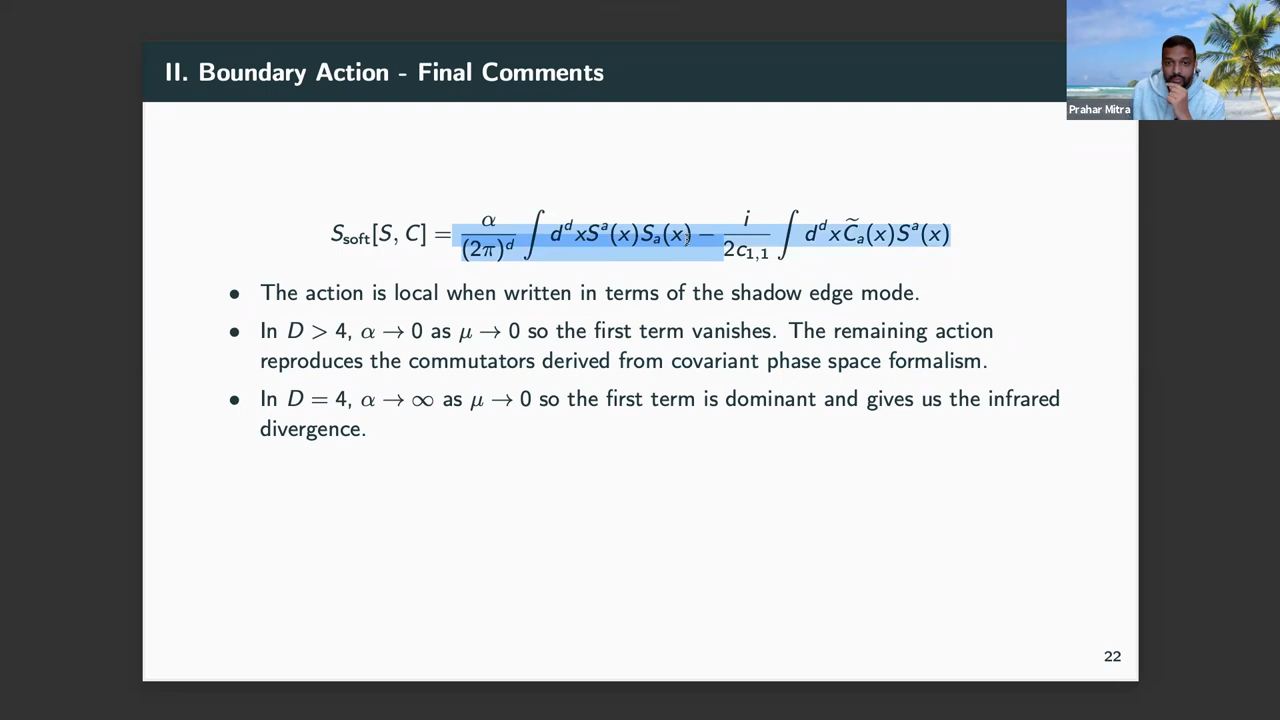 II. Boundary Action - Final Comments
Prahar Mitra
S_soft[S, C] = α/(2π)^d ∫ d^d x S^a(x) S_a(x) − i/(2c_{1,1}) ∫ d^d x C̃_a(x) S^a(x)
• The action is local when written in terms of the shadow edge mode.
• In D > 4, α → 0 as μ → 0 so the first term vanishes. The remaining action
reproduces the commutators derived from covariant phase space formalism.
• In D = 4, α → ∞ as μ → 0 so the first term is dominant and gives us the infrared
divergence.
22